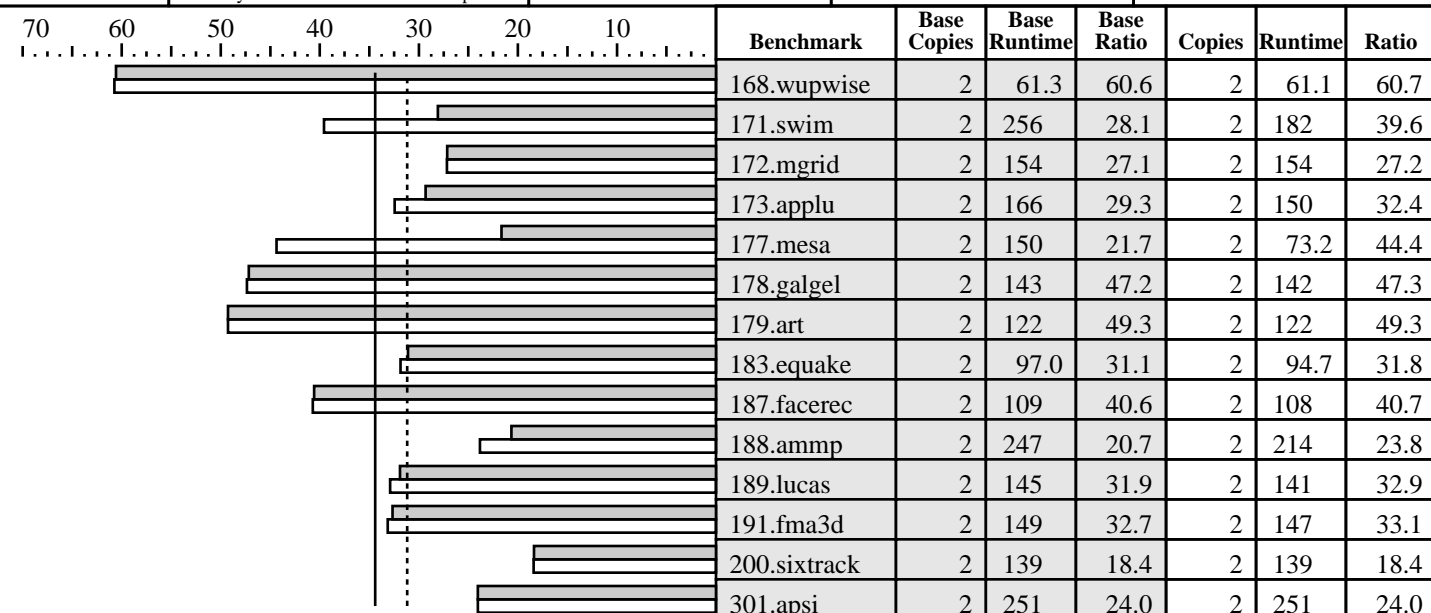 70 60 50 40 30 20 10
Benchmark Base Copies Base Runtime Base Ratio Copies Runtime Ratio
168.wupwise 2 61.3 60.6 2 61.1 60.7
171.swim 2 256 28.1 2 182 39.6
172.mgrid 2 154 27.1 2 154 27.2
173.applu 2 166 29.3 2 150 32.4
177.mesa 2 150 21.7 2 73.2 44.4
178.galgel 2 143 47.2 2 142 47.3
179.art 2 122 49.3 2 122 49.3
183.equake 2 97.0 31.1 2 94.7 31.8
187.facerec 2 109 40.6 2 108 40.7
188.ammp 2 247 20.7 2 214 23.8
189.lucas 2 145 31.9 2 141 32.9
191.fma3d 2 149 32.7 2 147 33.1
200.sixtrack 2 139 18.4 2 139 18.4
301.apsi 2 251 24.0 2 251 24.0